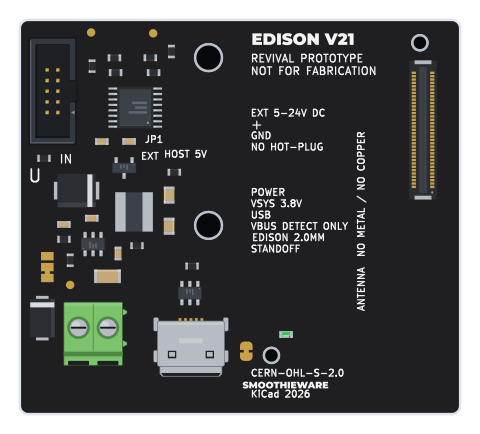 EDISON V21
REVIVAL PROTOTYPE
NOT FOR FABRICATION
EXT 5-24V DC
+
GND
NO HOT-PLUG
JP1
EXT HOST 5V
IN
U
POWER
VSYS 3.8V
USB
VBUS DETECT ONLY
EDISON 2.0MM
STANDOFF
ANTENNA NO METAL / NO COPPER
CERN-OHL-S-2.0
SMOOTHIEWARE
KiCad 2026